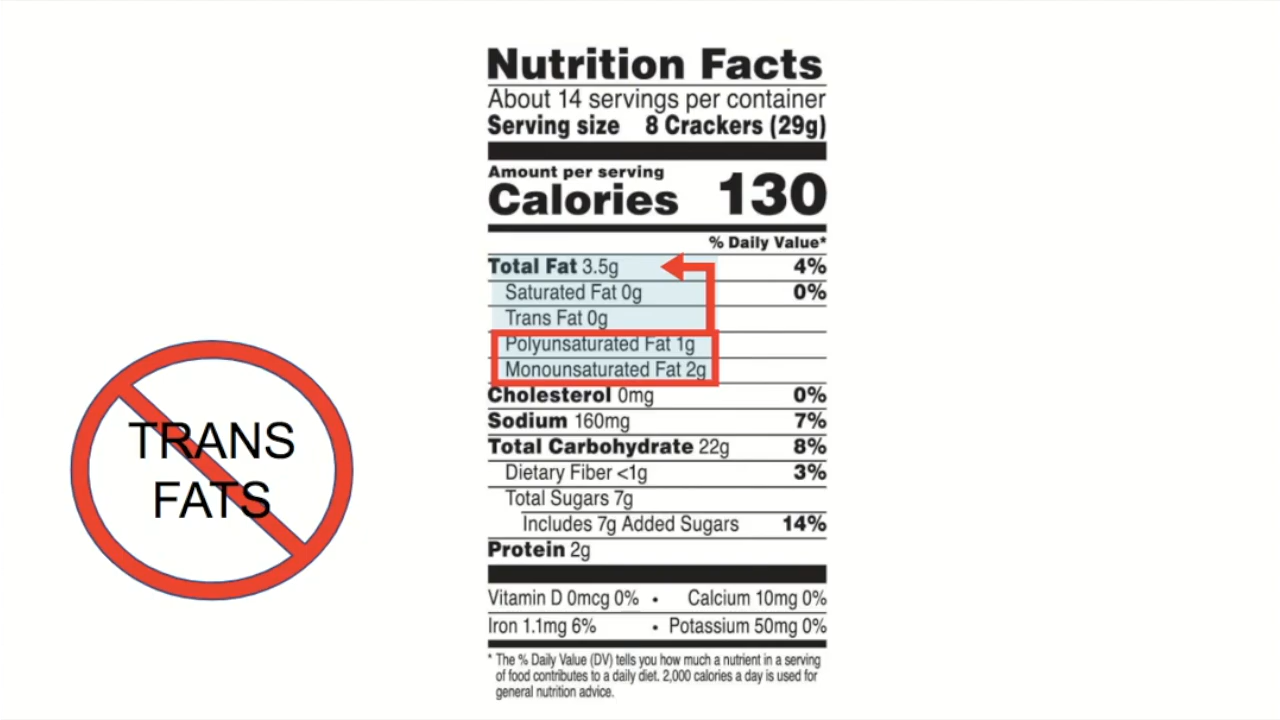 Nutrition Facts
About 14 servings per container
Serving size 8 Crackers (29g)
Amount per serving
Calories 130
% Daily Value*
Total Fat 3.5g 4%
Saturated Fat 0g 0%
Trans Fat 0g
Polyunsaturated Fat 1g
Monounsaturated Fat 2g
Cholesterol 0mg 0%
Sodium 160mg 7%
Total Carbohydrate 22g 8%
Dietary Fiber <1g 3%
Total Sugars 7g
Includes 7g Added Sugars 14%
Protein 2g
Vitamin D 0mcg 0% • Calcium 10mg 0%
Iron 1.1mg 6% • Potassium 50mg 0%
* The % Daily Value (DV) tells you how much a nutrient in a serving
of food contributes to a daily diet. 2,000 calories a day is used for
general nutrition advice.
TRANS
FATS